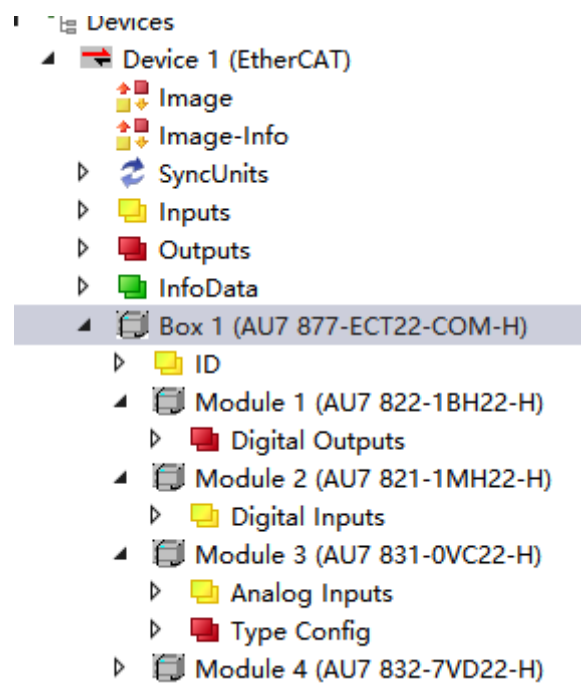 Devices
Device 1 (EtherCAT)
Image
Image-Info
SyncUnits
Inputs
Outputs
InfoData
Box 1 (AU7 877-ECT22-COM-H)
ID
Module 1 (AU7 822-1BH22-H)
Digital Outputs
Module 2 (AU7 821-1MH22-H)
Digital Inputs
Module 3 (AU7 831-0VC22-H)
Analog Inputs
Type Config
Module 4 (AU7 832-7VD22-H)